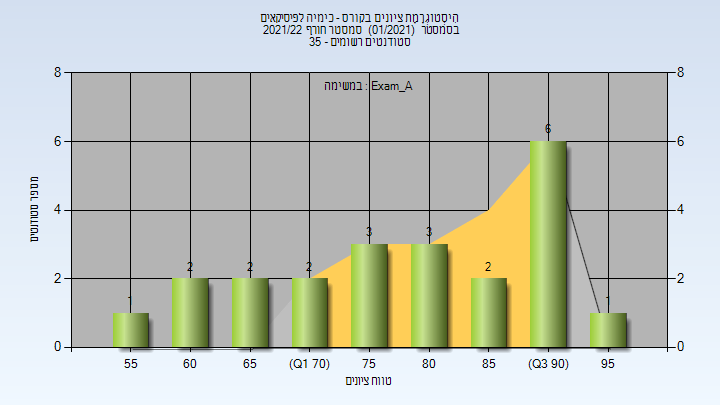 היסטוגרמת ציונים בקורס - כימיה לפיסיקאים
בסמסטר (01/2021) סמסטר חורף 2021/22
סטודנטים רשומים - 35
במשימה : Exam_A
8 8
6 6
4 4
2 2
0 0
1 2 2 2 3 3 2 6 1
מספר סטודנטים
55 60 65 (Q1 70) 75 80 85 (Q3 90) 95
טווח ציונים